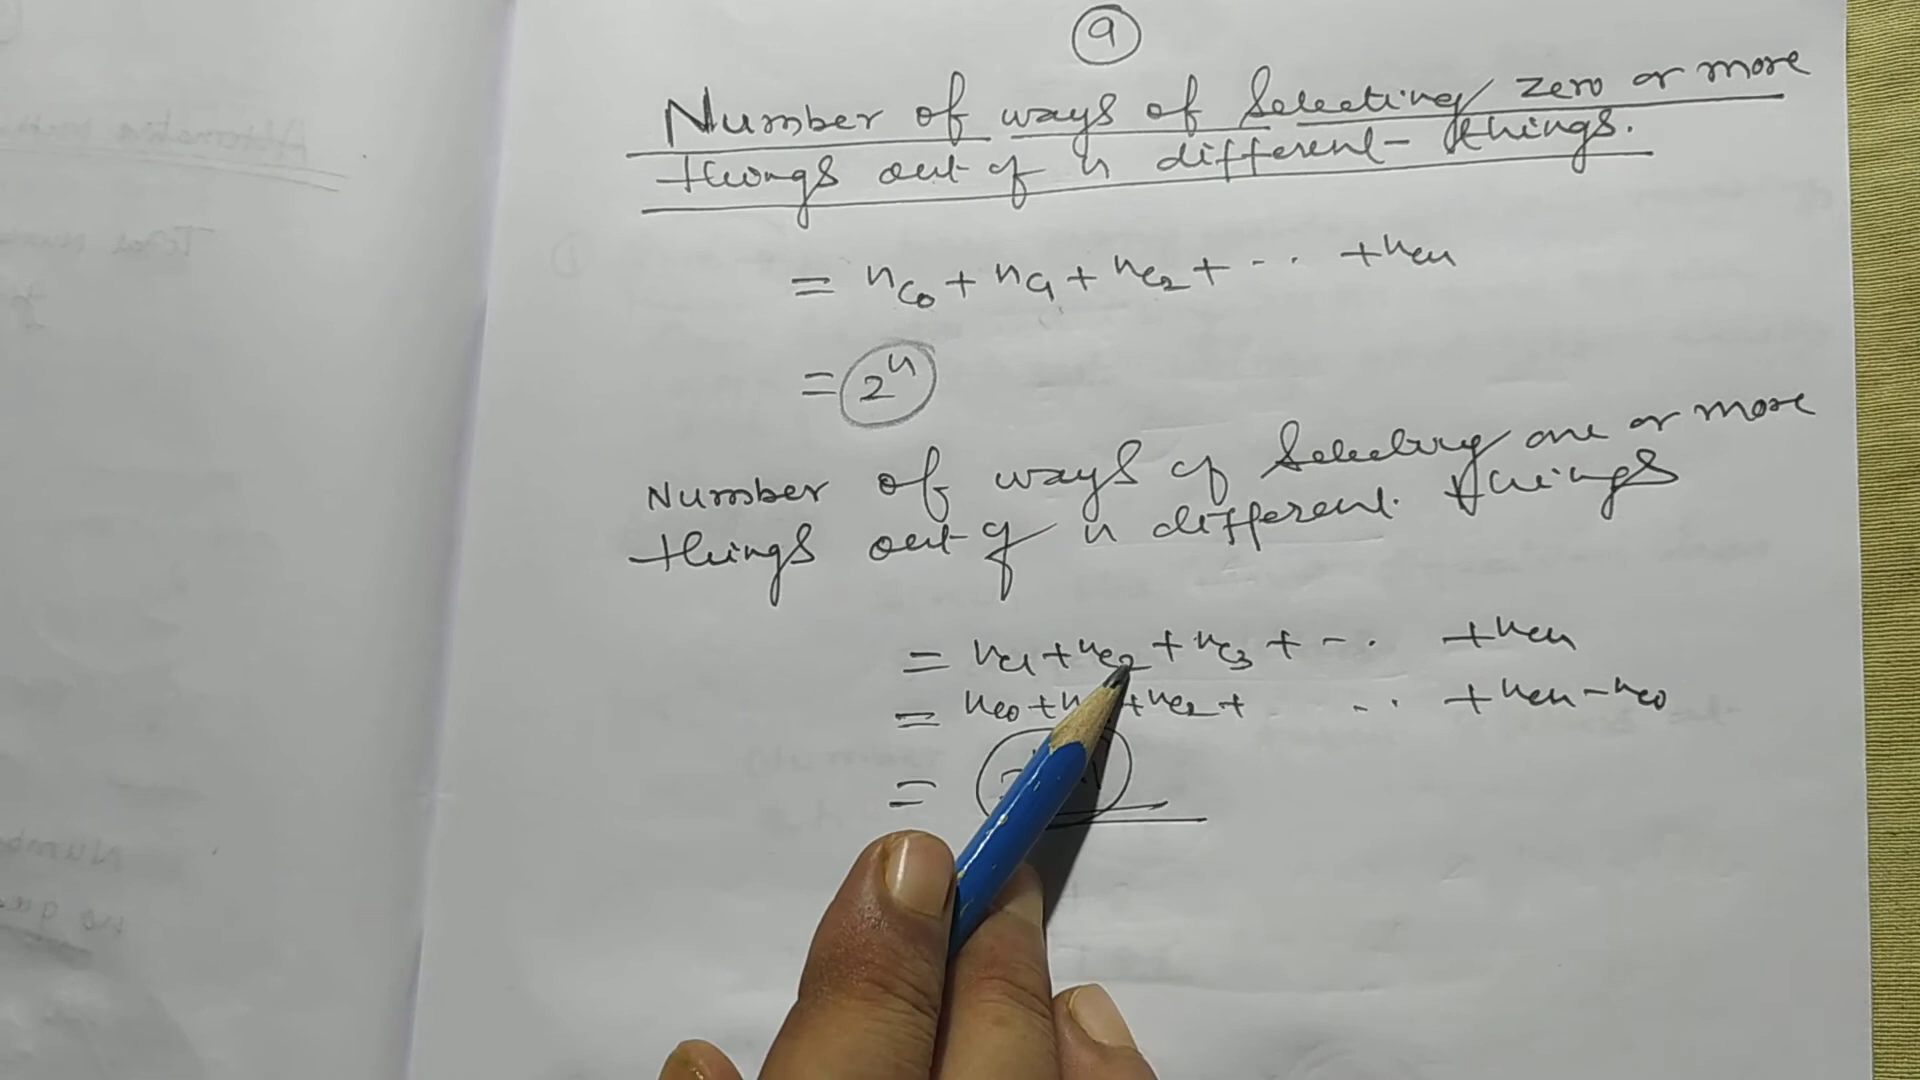 9
Number of ways of Selecting zero or more
things out of n different things.
= nC0 + nC1 + nC2 + -.. + nCn
= 2^n
Number of ways of Selecting one or more
things out of n different things
= nC1 + nC2 + nC3 + -.. + nCn
= nC0 + + nC2 + ... + nCn - nC0
=